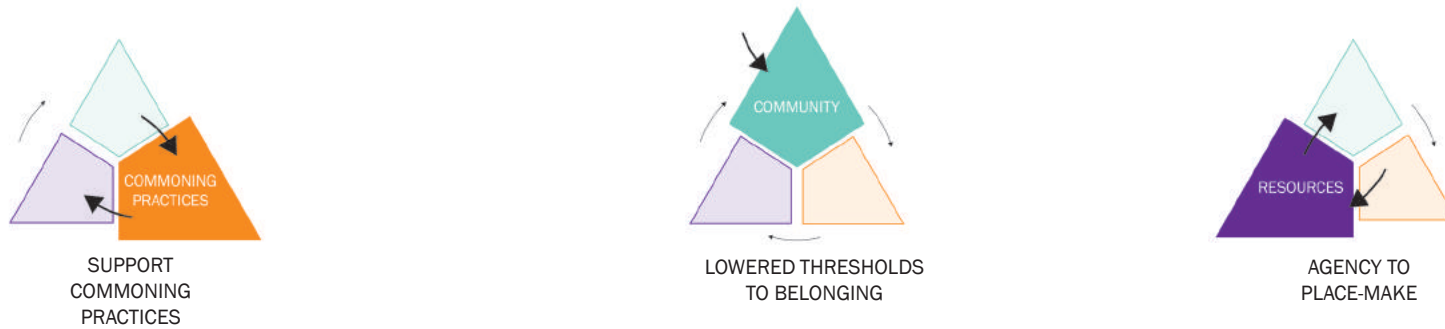 COMMONING
PRACTICES
SUPPORT
COMMONING
PRACTICES
COMMUNITY
LOWERED THRESHOLDS
TO BELONGING
RESOURCES
AGENCY TO
PLACE-MAKE